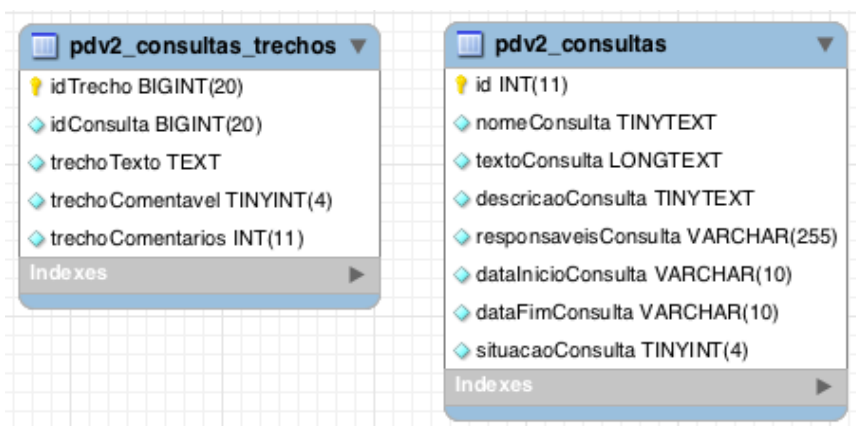 pdv2_consultas_trechos
idTrecho BIGINT(20)
idConsulta BIGINT(20)
trechoTexto TEXT
trechoComentavel TINYINT(4)
trechoComentarios INT(11)
Indexes
pdv2_consultas
id INT(11)
nomeConsulta TINYTEXT
textoConsulta LONGTEXT
descricaoConsulta TINYTEXT
responsaveisConsulta VARCHAR(255)
dataInicioConsulta VARCHAR(10)
dataFimConsulta VARCHAR(10)
situacaoConsulta TINYINT(4)
Indexes